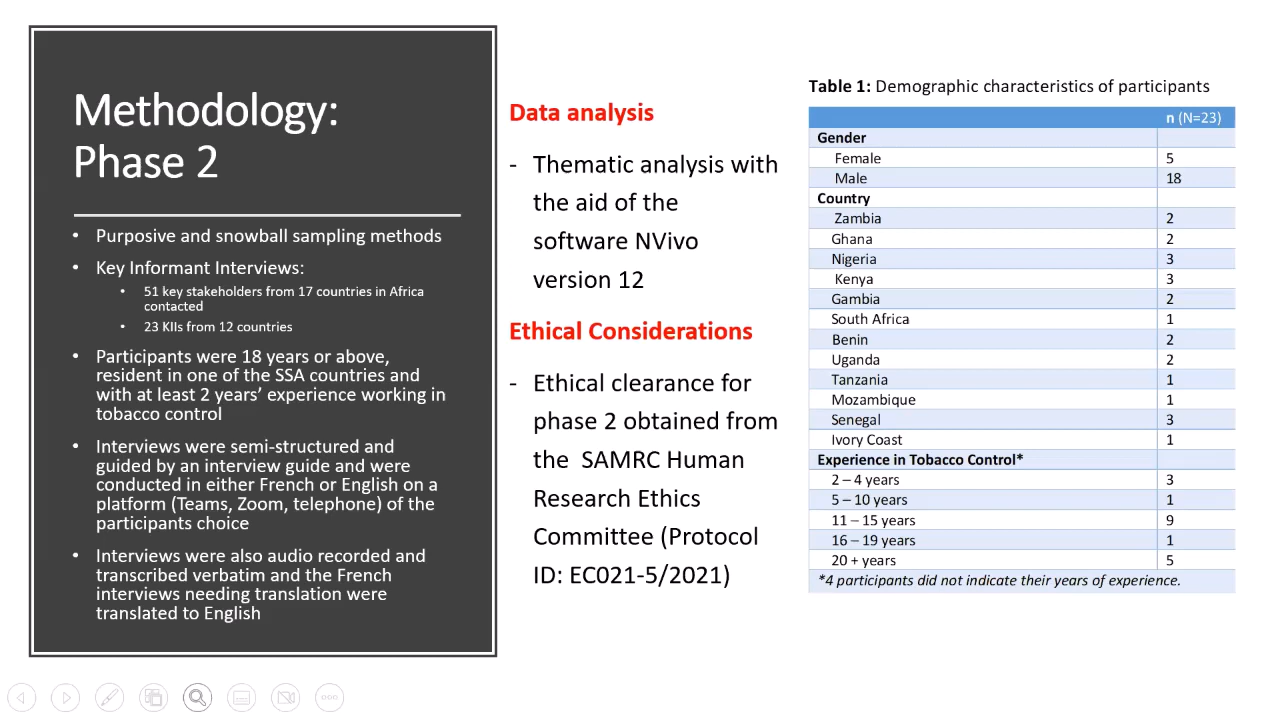 Methodology:
Phase 2
• Purposive and snowball sampling methods
• Key Informant Interviews:
• 51 key stakeholders from 17 countries in Africa
contacted
• 23 KIIs from 12 countries
• Participants were 18 years or above,
resident in one of the SSA countries and
with at least 2 years’ experience working in
tobacco control
• Interviews were semi-structured and
guided by an interview guide and were
conducted in either French or English on a
platform (Teams, Zoom, telephone) of the
participants choice
• Interviews were also audio recorded and
transcribed verbatim and the French
interviews needing translation were
translated to English
Data analysis
- Thematic analysis with
the aid of the
software NVivo
version 12
Ethical Considerations
- Ethical clearance for
phase 2 obtained from
the SAMRC Human
Research Ethics
Committee (Protocol
ID: EC021-5/2021)
Table 1: Demographic characteristics of participants
n (N=23)
Gender
Female 5
Male 18
Country
Zambia 2
Ghana 2
Nigeria 3
Kenya 3
Gambia 2
South Africa 1
Benin 2
Uganda 2
Tanzania 1
Mozambique 1
Senegal 3
Ivory Coast 1
Experience in Tobacco Control*
2 – 4 years 3
5 – 10 years 1
11 – 15 years 9
16 – 19 years 1
20 + years 5
*4 participants did not indicate their years of experience.